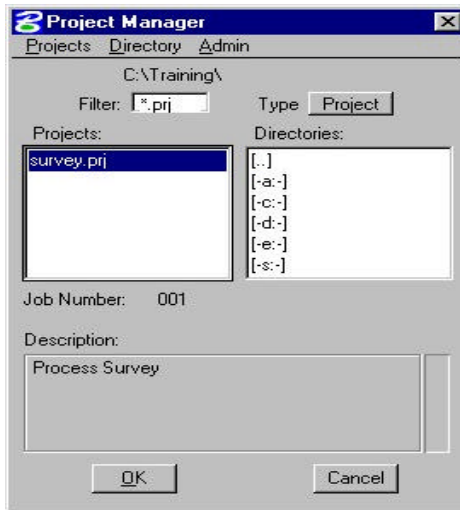 Project Manager
Projects Directory Admin
C:\Training\
Filter: *.prj Type Project
Projects: Directories:
survey.prj [..]
[-a:-]
[-c:-]
[-d:-]
[-e:-]
[-s:-]
Job Number: 001
Description:
Process Survey
OK Cancel